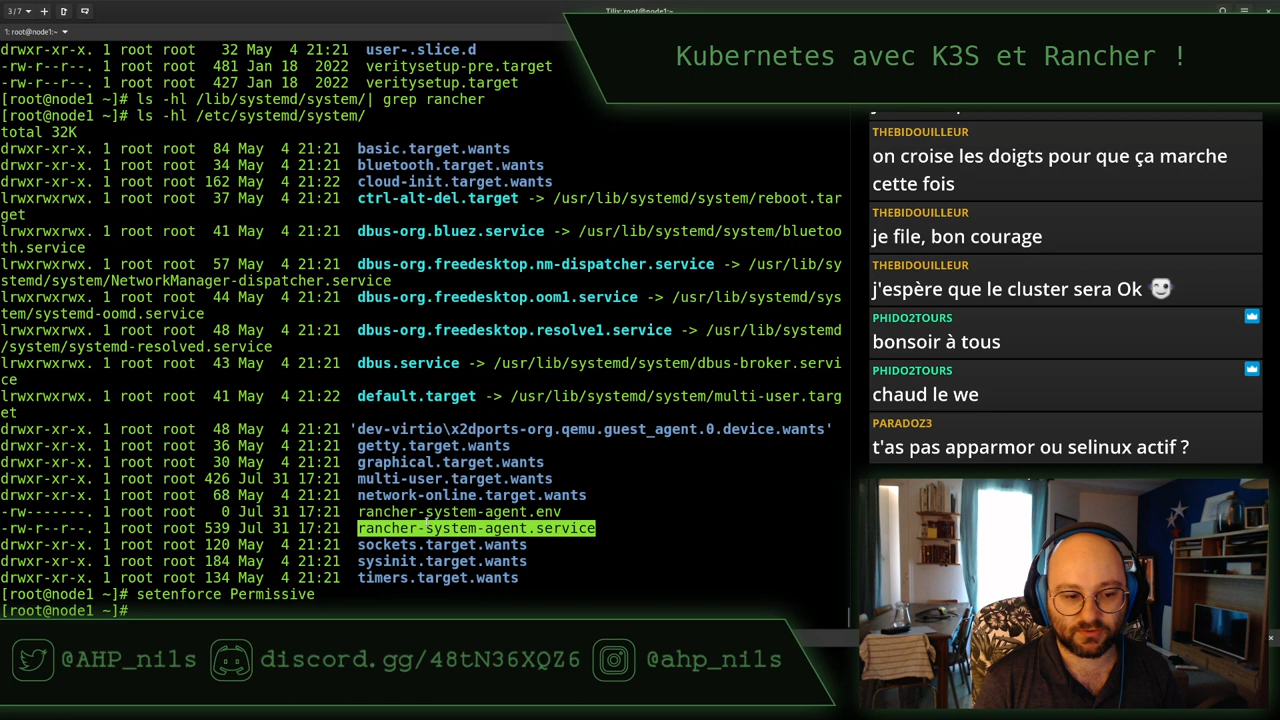 3/7
Tilix: root@node1:~
1: root@node1:~
drwxr-xr-x. 1 root root  32 May  4 21:21  user-.slice.d
-rw-r--r--. 1 root root 481 Jan 18  2022  veritysetup-pre.target
-rw-r--r--. 1 root root 427 Jan 18  2022  veritysetup.target
[root@node1 ~]# ls -hl /lib/systemd/system/| grep rancher
[root@node1 ~]# ls -hl /etc/systemd/system/
total 32K
drwxr-xr-x. 1 root root  84 May  4 21:21  basic.target.wants
drwxr-xr-x. 1 root root  34 May  4 21:21  bluetooth.target.wants
drwxr-xr-x. 1 root root 162 May  4 21:22  cloud-init.target.wants
lrwxrwxrwx. 1 root root  37 May  4 21:21  ctrl-alt-del.target -> /usr/lib/systemd/system/reboot.tar
get
lrwxrwxrwx. 1 root root  41 May  4 21:21  dbus-org.bluez.service -> /usr/lib/systemd/system/bluetoo
th.service
lrwxrwxrwx. 1 root root  57 May  4 21:21  dbus-org.freedesktop.nm-dispatcher.service -> /usr/lib/sy
stemd/system/NetworkManager-dispatcher.service
lrwxrwxrwx. 1 root root  44 May  4 21:21  dbus-org.freedesktop.oom1.service -> /usr/lib/systemd/sys
tem/systemd-oomd.service
lrwxrwxrwx. 1 root root  48 May  4 21:21  dbus-org.freedesktop.resolve1.service -> /usr/lib/systemd
/system/systemd-resolved.service
lrwxrwxrwx. 1 root root  43 May  4 21:21  dbus.service -> /usr/lib/systemd/system/dbus-broker.servi
ce
lrwxrwxrwx. 1 root root  41 May  4 21:22  default.target -> /usr/lib/systemd/system/multi-user.targ
et
drwxr-xr-x. 1 root root  48 May  4 21:21 'dev-virtio\x2dports-org.qemu.guest_agent.0.device.wants'
drwxr-xr-x. 1 root root  36 May  4 21:21  getty.target.wants
drwxr-xr-x. 1 root root  30 May  4 21:21  graphical.target.wants
drwxr-xr-x. 1 root root 426 Jul 31 17:21  multi-user.target.wants
drwxr-xr-x. 1 root root  68 May  4 21:21  network-online.target.wants
-rw-------. 1 root root   0 Jul 31 17:21  rancher-system-agent.env
-rw-r--r--. 1 root root 539 Jul 31 17:21  rancher-system-agent.service
drwxr-xr-x. 1 root root 120 May  4 21:21  sockets.target.wants
drwxr-xr-x. 1 root root 184 May  4 21:21  sysinit.target.wants
drwxr-xr-x. 1 root root 134 May  4 21:21  timers.target.wants
[root@node1 ~]# setenforce Permissive
[root@node1 ~]#
Kubernetes avec K3S et Rancher !
THEBIDOUILLEUR
on croise les doigts pour que ça marche
cette fois
THEBIDOUILLEUR
je file, bon courage
THEBIDOUILLEUR
j'espère que le cluster sera Ok
PHIDO2TOURS
bonsoir à tous
PHIDO2TOURS
chaud le we
PARADOZ3
t'as pas apparmor ou selinux actif ?
@AHP_nils
discord.gg/48tN36XQZ6
@ahp_nils